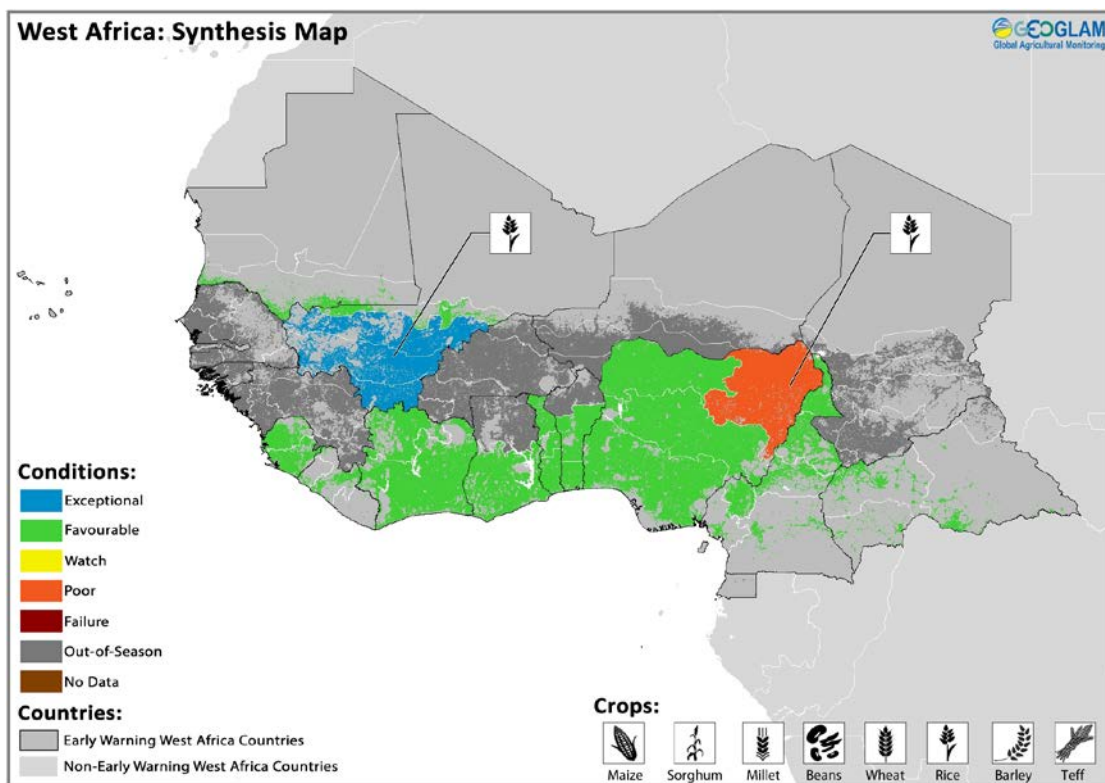 West Africa: Synthesis Map
GEOGLAM
Global Agricultural Monitoring
Conditions:
Exceptional
Favourable
Watch
Poor
Failure
Out-of-Season
No Data
Countries:
Early Warning West Africa Countries
Non-Early Warning West Africa Countries
Crops:
Maize
Sorghum
Millet
Beans
Wheat
Rice
Barley
Teff